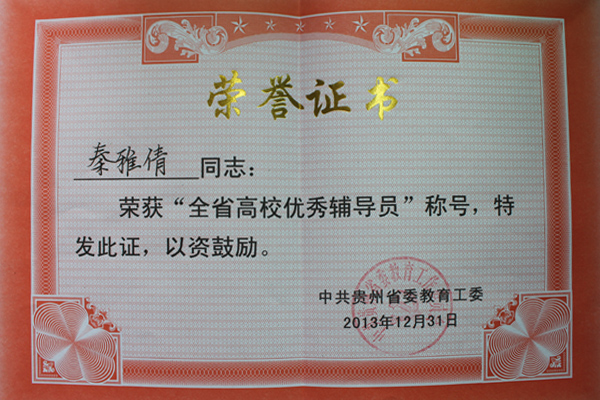 荣誉证书
秦雅倩 同志：
荣获“全省高校优秀辅导员”称号，特
发此证，以资鼓励。
中共贵州省委教育工委
2013年12月31日